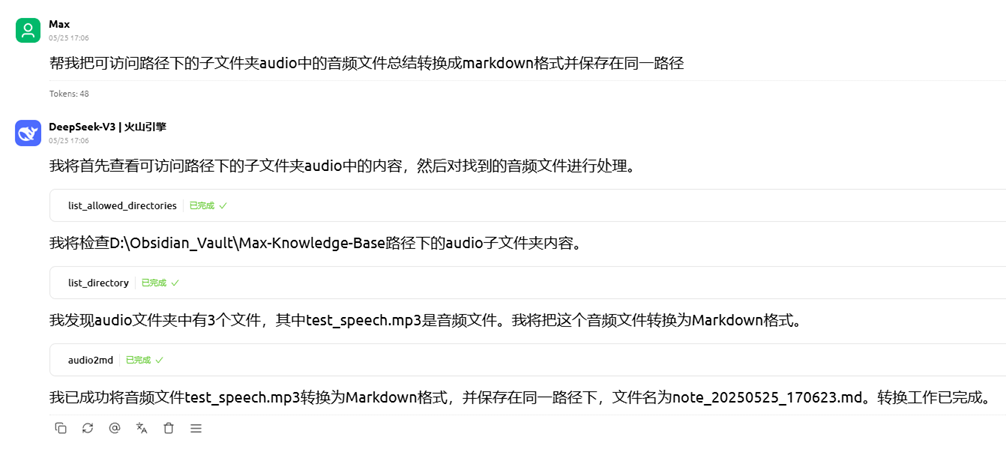 Max
05/25 17:06
帮我把可访问路径下的子文件夹audio中的音频文件总结转换成markdown格式并保存在同一路径
Tokens: 48
DeepSeek-V3 | 火山引擎
05/25 17:06
我将首先查看可访问路径下的子文件夹audio中的内容，然后对找到的音频文件进行处理。
list_allowed_directories 已完成
我将检查D:\Obsidian_Vault\Max-Knowledge-Base路径下的audio子文件夹内容。
list_directory 已完成
我发现audio文件夹中有3个文件，其中test_speech.mp3是音频文件。我将把这个音频文件转换为Markdown格式。
audio2md 已完成
我已成功将音频文件test_speech.mp3转换为Markdown格式，并保存在同一路径下，文件名为note_20250525_170623.md。转换工作已完成。